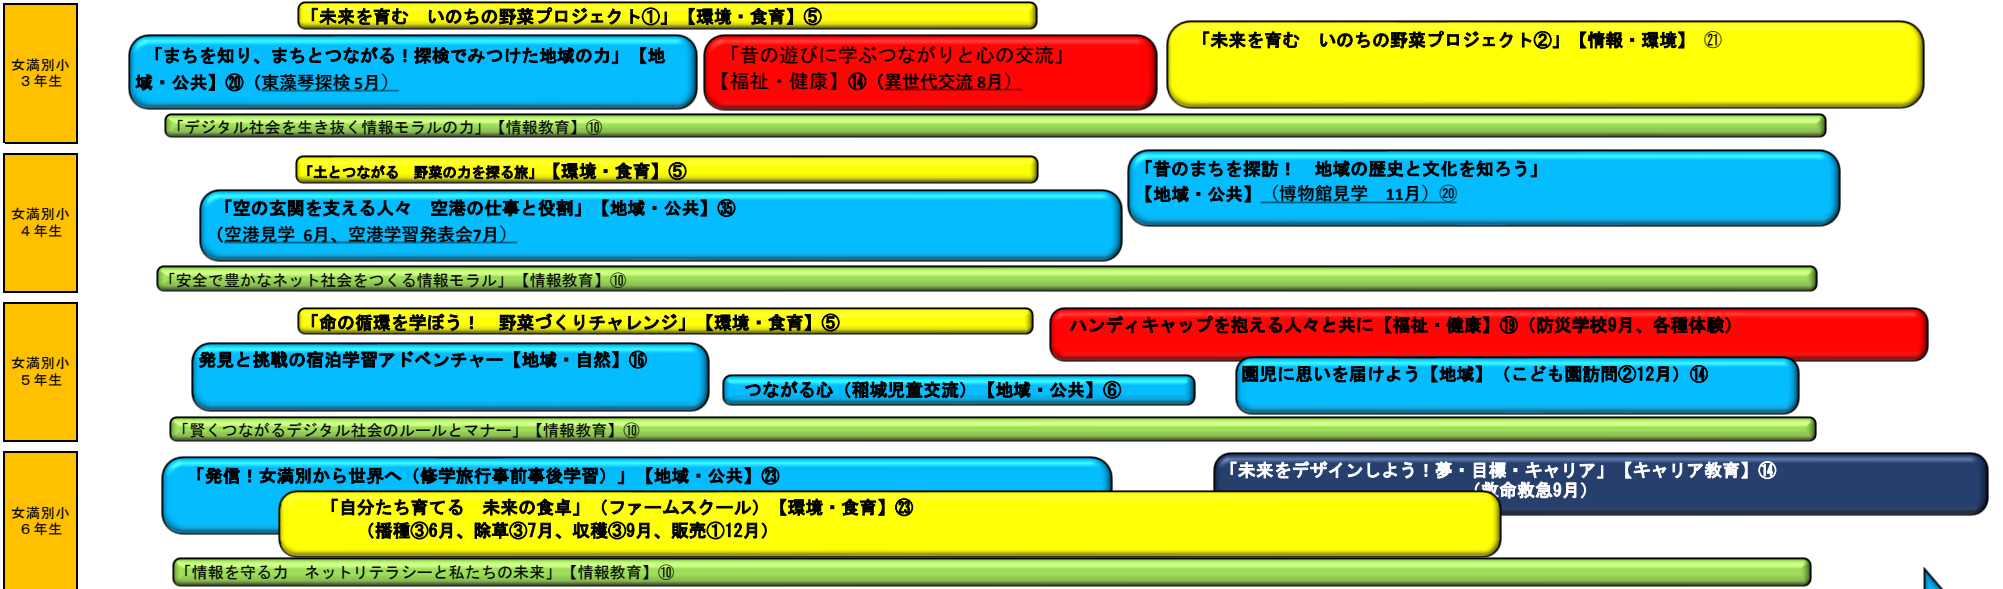 女満別小
３年生
「未来を育む　いのちの野菜プロジェクト①」【環境・食育】⑤
「まちを知り、まちとつながる！探検でみつけた地域の力」【地
域・公共】⑳（東藻琴探検 5月）
「昔の遊びに学ぶつながりと心の交流」
【福祉・健康】⑭（異世代交流 8月）
「未来を育む　いのちの野菜プロジェクト②」【情報・環境】　㉑
「デジタル社会を生き抜く情報モラルの力」【情報教育】⑩
女満別小
４年生
「土とつながる　野菜の力を探る旅」【環境・食育】⑤
「空の玄関を支える人々　空港の仕事と役割」【地域・公共】㉟
（空港見学 6月、空港学習発表会7月）
「昔のまちを探訪！　地域の歴史と文化を知ろう」
【地域・公共】（博物館見学　11月）⑳
「安全で豊かなネット社会をつくる情報モラル」【情報教育】⑩
女満別小
５年生
「命の循環を学ぼう！　野菜づくりチャレンジ」【環境・食育】⑤
発見と挑戦の宿泊学習アドベンチャー【地域・自然】⑯
つながる心（稲城児童交流）【地域・公共】⑥
ハンディキャップを抱える人々と共に【福祉・健康】⑲（防災学校9月、各種体験）
園児に思いを届けよう【地域】（こども園訪問②12月）⑭
「賢くつながるデジタル社会のルールとマナー」【情報教育】⑩
女満別小
６年生
「発信！女満別から世界へ（修学旅行事前事後学習）」【地域・公共】㉓
「自分たち育てる　未来の食卓」（ファームスクール）【環境・食育】㉓
（播種③6月、除草③7月、収穫③9月、販売①12月）
「未来をデザインしよう！夢・目標・キャリア」【キャリア教育】⑭
（救命救急9月）
「情報を守る力　ネットリテラシーと私たちの未来」【情報教育】⑩